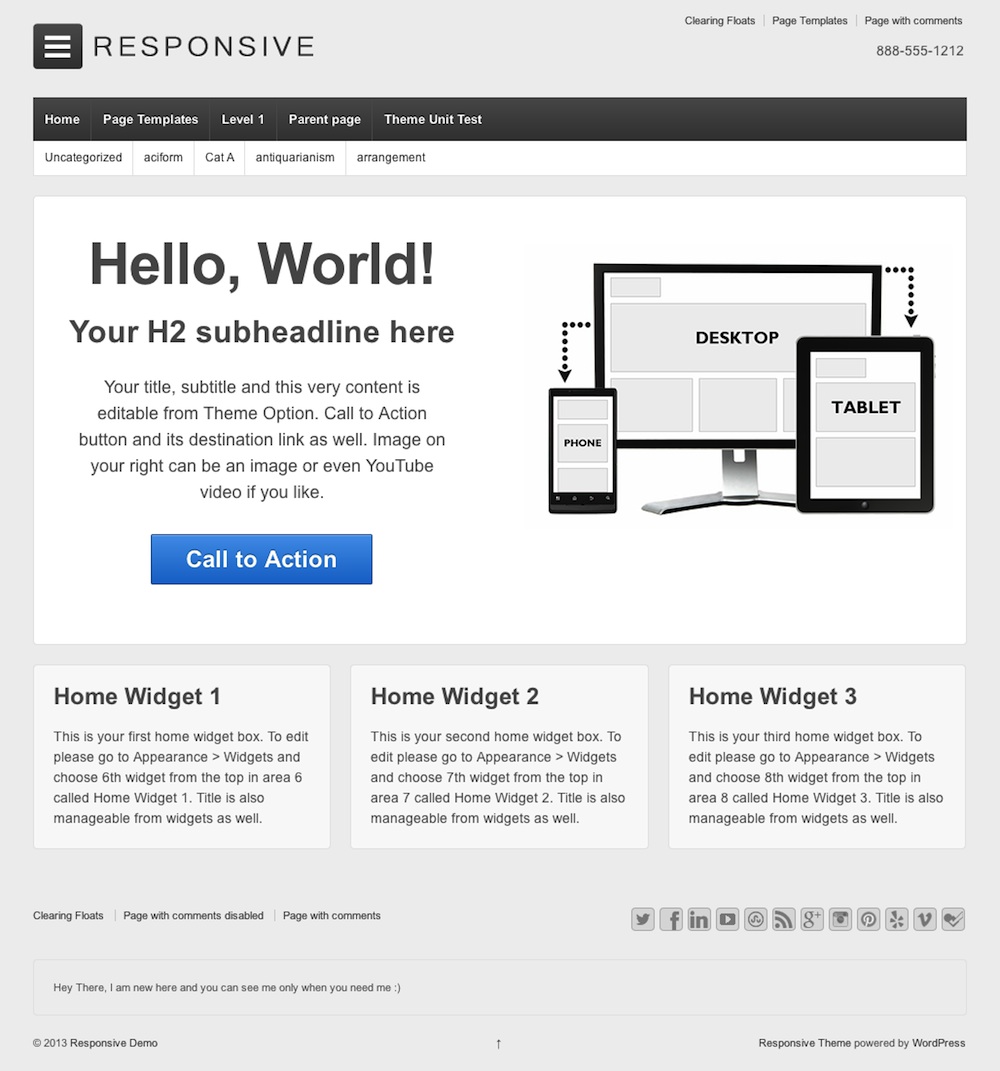 Clearing Floats Page Templates Page with comments
RESPONSIVE
888-555-1212
Home Page Templates Level 1 Parent page Theme Unit Test
Uncategorized aciform Cat A antiquarianism arrangement
Hello, World!
Your H2 subheadline here
Your title, subtitle and this very content is
editable from Theme Option. Call to Action
button and its destination link as well. Image on
your right can be an image or even YouTube
video if you like.
Call to Action
DESKTOP
TABLET
PHONE
Home Widget 1
This is your first home widget box. To edit
please go to Appearance > Widgets and
choose 6th widget from the top in area 6
called Home Widget 1. Title is also
manageable from widgets as well.
Home Widget 2
This is your second home widget box. To
edit please go to Appearance > Widgets
and choose 7th widget from the top in
area 7 called Home Widget 2. Title is also
manageable from widgets as well.
Home Widget 3
This is your third home widget box. To
edit please go to Appearance > Widgets
and choose 8th widget from the top in
area 8 called Home Widget 3. Title is also
manageable from widgets as well.
Clearing Floats Page with comments disabled Page with comments
Hey There, I am new here and you can see me only when you need me :)
© 2013 Responsive Demo ↑ Responsive Theme powered by WordPress